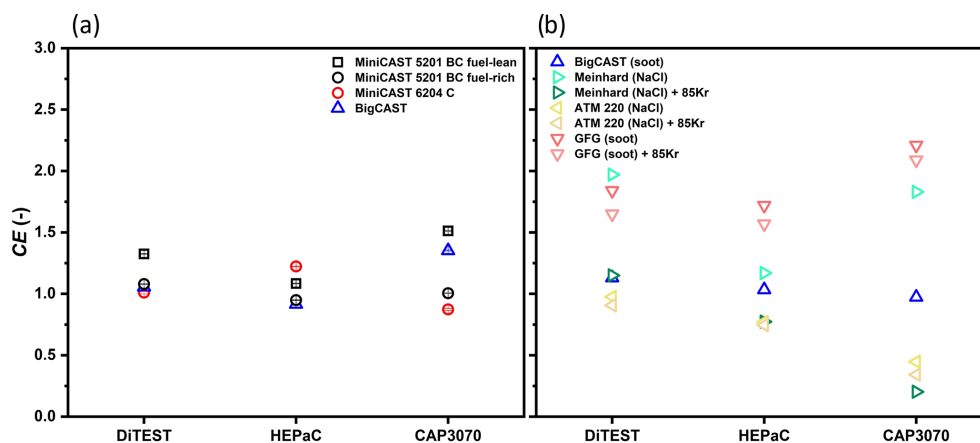 (a)
(b)
3.0
2.5
2.0
1.5
1.0
0.5
0.0
CE (-)
MiniCAST 5201 BC fuel-lean
MiniCAST 5201 BC fuel-rich
MiniCAST 6204 C
BigCAST
BigCAST (soot)
Meinhard (NaCl)
Meinhard (NaCl) + 85Kr
ATM 220 (NaCl)
ATM 220 (NaCl) + 85Kr
GFG (soot)
GFG (soot) + 85Kr
DiTEST HEPaC CAP3070
DiTEST HEPaC CAP3070